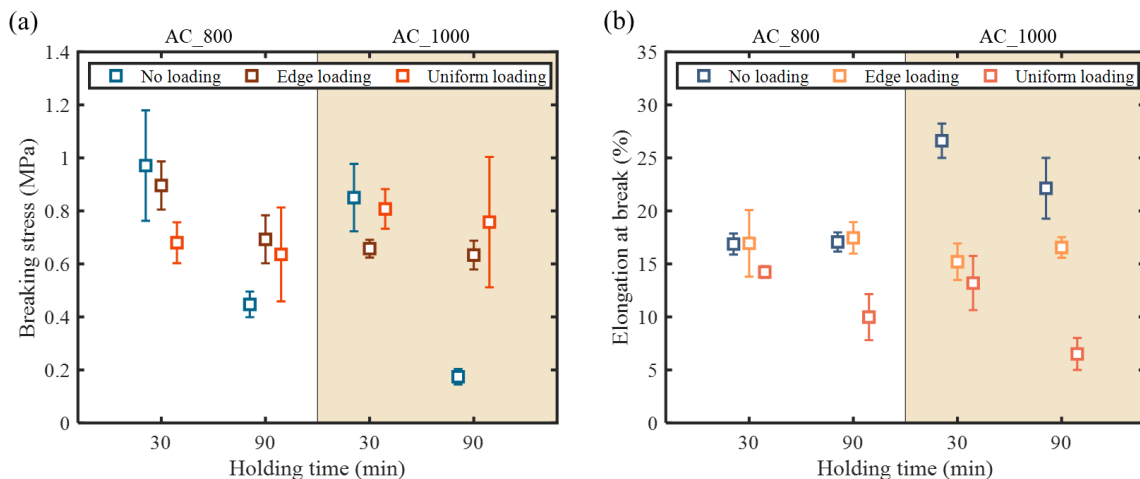 (a)
AC_800 AC_1000
No loading Edge loading Uniform loading
Breaking stress (MPa)
1.4
1.2
1
0.8
0.6
0.4
0.2
0
30 90 30 90
Holding time (min)
(b)
AC_800 AC_1000
No loading Edge loading Uniform loading
Elongation at break (%)
35
30
25
20
15
10
5
0
30 90 30 90
Holding time (min)